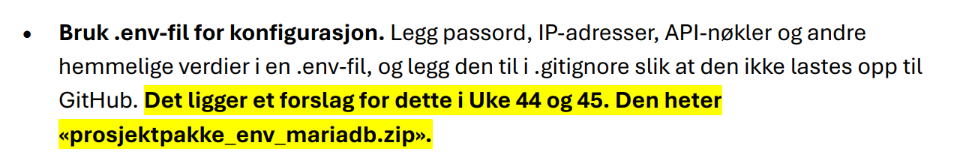 • Bruk .env-fil for konfigurasjon. Legg passord, IP-adresser, API-nøkler og andre
hemmelige verdier i en .env-fil, og legg den til i .gitignore slik at den ikke lastes opp til
GitHub. Det ligger et forslag for dette i Uke 44 og 45. Den heter
«prosjektpakke_env_mariadb.zip».